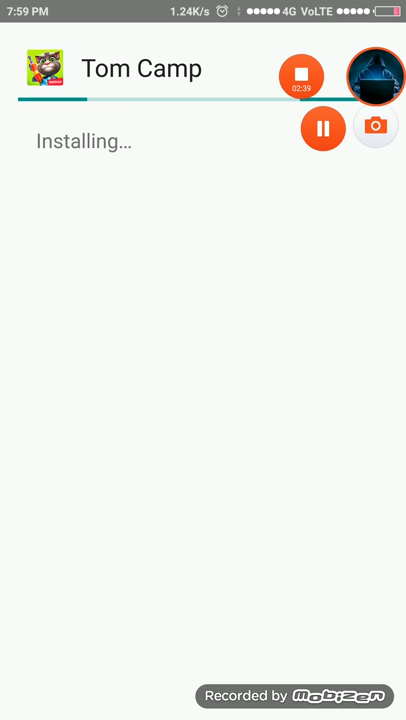 7:59 PM 1.24K/s 4G VoLTE
Tom Camp
02:39
Installing...
Recorded by mobizen